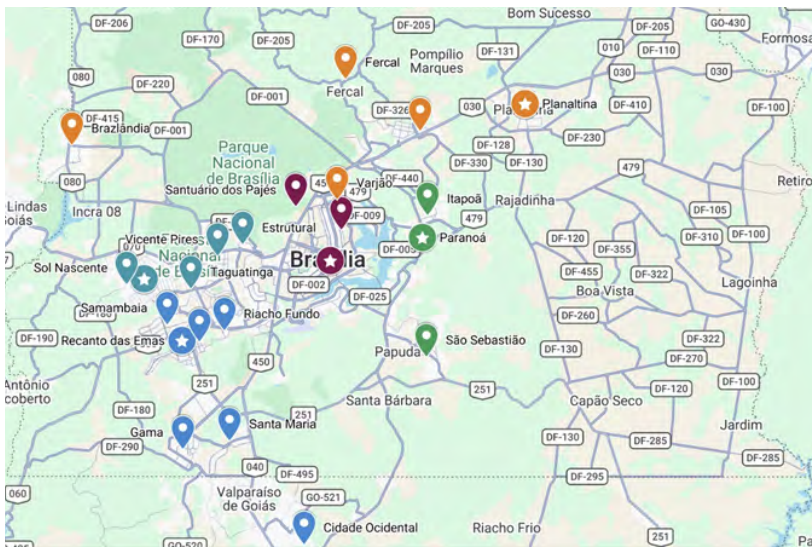 DF-206
Bom Sucesso
DF-205
GO-430
DF-170
DF-205
Fercal
Pompílio
Marques
DF-131
010
DF-110
Formosa
080
DF-220
DF-001
Fercal
030
030
DF-415
Brazlândia
DF-001
DF-326
030
Planaltina
DF-410
DF-100
Parque
Nacional
de Brasília
DF-128
DF-230
DF-330
DF-130
080
Santuário dos Pajés
Varjão
DF-440
479
479
Lindas
Goiás
Incra 08
Itapoã
Rajadinha
DF-009
479
DF-105
Vicente Pires
Estrutural
Paranoá
DF-120
DF-310
DF-100
070
DF-355
Sol Nascente
Taguatinga
Brasília
DF-005
DF-455
DF-322
Lagoinha
DF-002
DF-025
Boa Vista
Samambaia
Riacho Fundo
DF-260
DF-190
Recanto das Emas
São Sebastião
DF-322
Papuda
DF-130
DF-270
450
251
251
DF-120
DF-100
Antônio
Santa Bárbara
Capão Seco
DF-180
251
Gama
Santa Maria
Jardim
DF-290
DF-130
DF-285
DF-285
040
DF-495
DF-295
060
Valparaíso
de Goiás
GO-521
Cidade Ocidental
Riacho Frio
251
GO-520